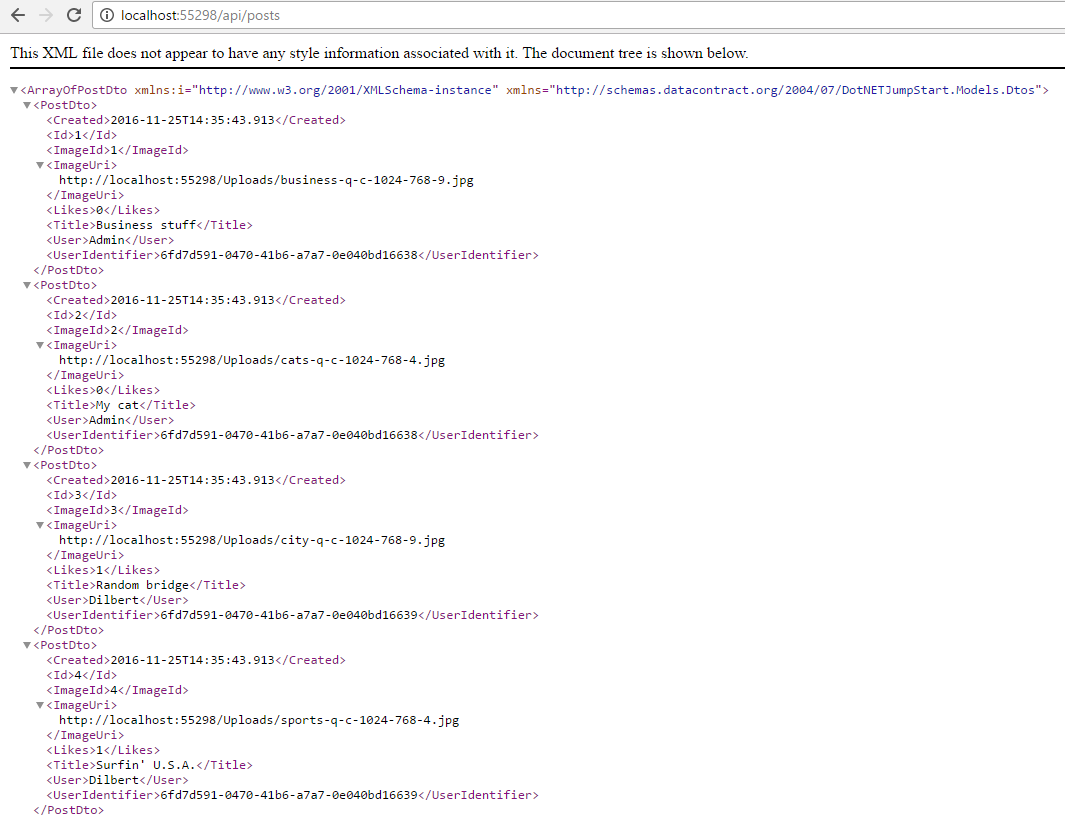 localhost:55298/api/posts
This XML file does not appear to have any style information associated with it. The document tree is shown below.
<ArrayOfPostDto xmlns:i="http://www.w3.org/2001/XMLSchema-instance" xmlns="http://schemas.datacontract.org/2004/07/DotNETJumpStart.Models.Dtos">
<PostDto>
<Created>2016-11-25T14:35:43.913</Created>
<Id>1</Id>
<ImageId>1</ImageId>
<ImageUri>
http://localhost:55298/Uploads/business-q-c-1024-768-9.jpg
</ImageUri>
<Likes>0</Likes>
<Title>Business stuff</Title>
<User>Admin</User>
<UserIdentifier>6fd7d591-0470-41b6-a7a7-0e040bd16638</UserIdentifier>
</PostDto>
<PostDto>
<Created>2016-11-25T14:35:43.913</Created>
<Id>2</Id>
<ImageId>2</ImageId>
<ImageUri>
http://localhost:55298/Uploads/cats-q-c-1024-768-4.jpg
</ImageUri>
<Likes>0</Likes>
<Title>My cat</Title>
<User>Admin</User>
<UserIdentifier>6fd7d591-0470-41b6-a7a7-0e040bd16638</UserIdentifier>
</PostDto>
<PostDto>
<Created>2016-11-25T14:35:43.913</Created>
<Id>3</Id>
<ImageId>3</ImageId>
<ImageUri>
http://localhost:55298/Uploads/city-q-c-1024-768-9.jpg
</ImageUri>
<Likes>1</Likes>
<Title>Random bridge</Title>
<User>Dilbert</User>
<UserIdentifier>6fd7d591-0470-41b6-a7a7-0e040bd16639</UserIdentifier>
</PostDto>
<PostDto>
<Created>2016-11-25T14:35:43.913</Created>
<Id>4</Id>
<ImageId>4</ImageId>
<ImageUri>
http://localhost:55298/Uploads/sports-q-c-1024-768-4.jpg
</ImageUri>
<Likes>1</Likes>
<Title>Surfin' U.S.A.</Title>
<User>Dilbert</User>
<UserIdentifier>6fd7d591-0470-41b6-a7a7-0e040bd16639</UserIdentifier>
</PostDto>